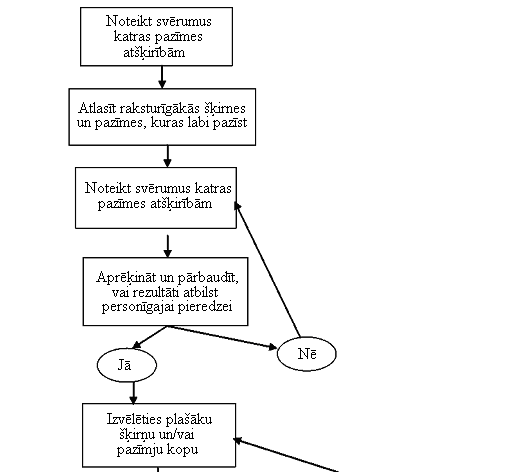 Noteikt svērumus
katras pazīmes
atšķirībām
Atlasīt raksturīgākās šķirnes
un pazīmes, kuras labi pazīst
Noteikt svērumus katras
pazīmes atšķirībām
Aprēķināt un pārbaudīt,
vai rezultāti atbilst
personīgajai pieredzei
Nē
Jā
Izvēlēties plašāku
šķirņu un/vai
pazīmju kopu